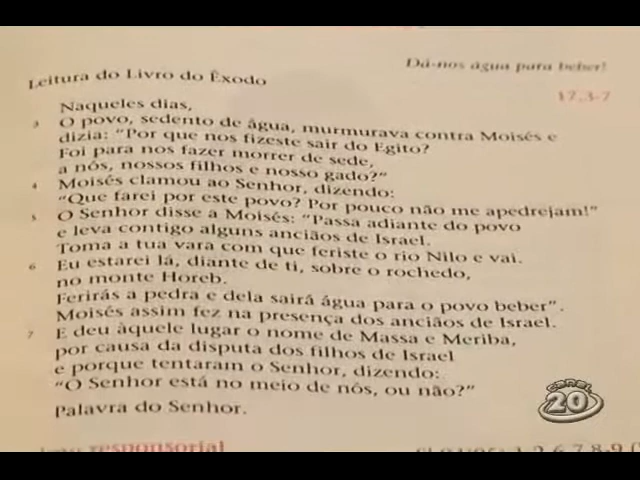 Dá-nos água para beber!
Leitura do Livro do Êxodo
17,3-7
Naqueles dias,
3 O povo, sedento de água, murmurava contra Moisés e
dizia: “Por que nos fizeste sair do Egito?
Foi para nos fazer morrer de sede,
a nós, nossos filhos e nosso gado?”
4 Moisés clamou ao Senhor, dizendo:
“Que farei por este povo? Por pouco não me apedrejam!”
5 O Senhor disse a Moisés: “Passa adiante do povo
e leva contigo alguns anciãos de Israel.
Toma a tua vara com que feriste o rio Nilo e vai.
6 Eu estarei lá, diante de ti, sobre o rochedo,
no monte Horeb.
Ferirás a pedra e dela sairá água para o povo beber”.
Moisés assim fez na presença dos anciãos de Israel.
7 E deu àquele lugar o nome de Massa e Meriba,
por causa da disputa dos filhos de Israel
e porque tentaram o Senhor, dizendo:
“O Senhor está no meio de nós, ou não?”
Palavra do Senhor.
CANAL 20
responsorial